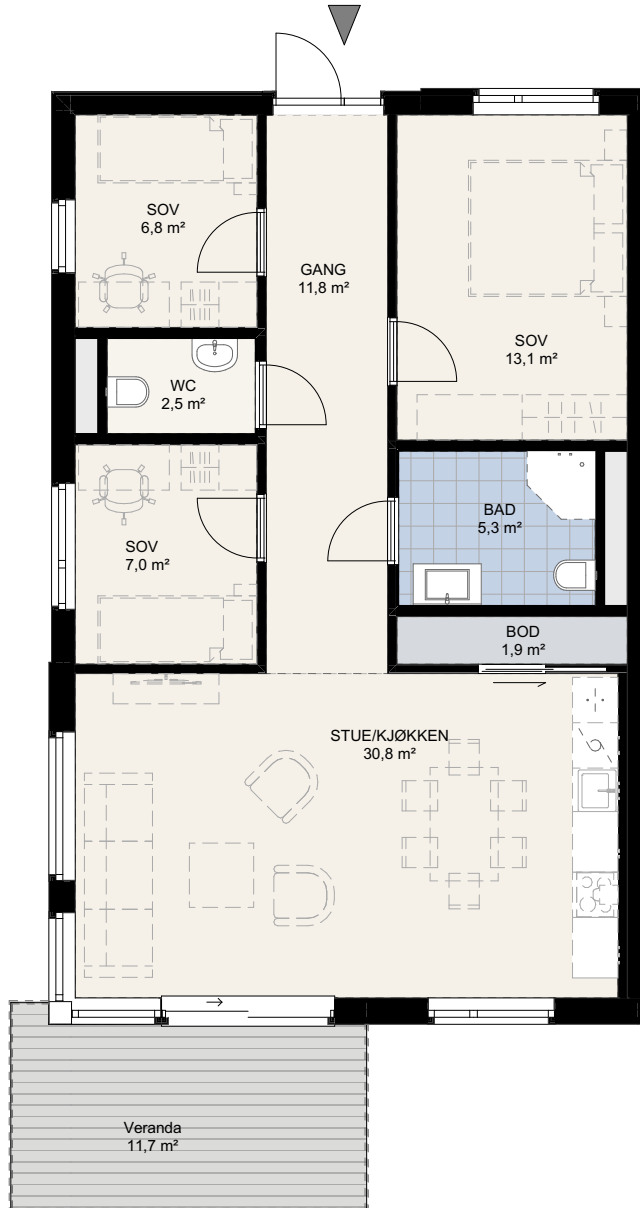 SOV
6,8 m²
GANG
11,8 m²
SOV
13,1 m²
WC
2,5 m²
BAD
5,3 m²
SOV
7,0 m²
BOD
1,9 m²
STUE/KJØKKEN
30,8 m²
Veranda
11,7 m²